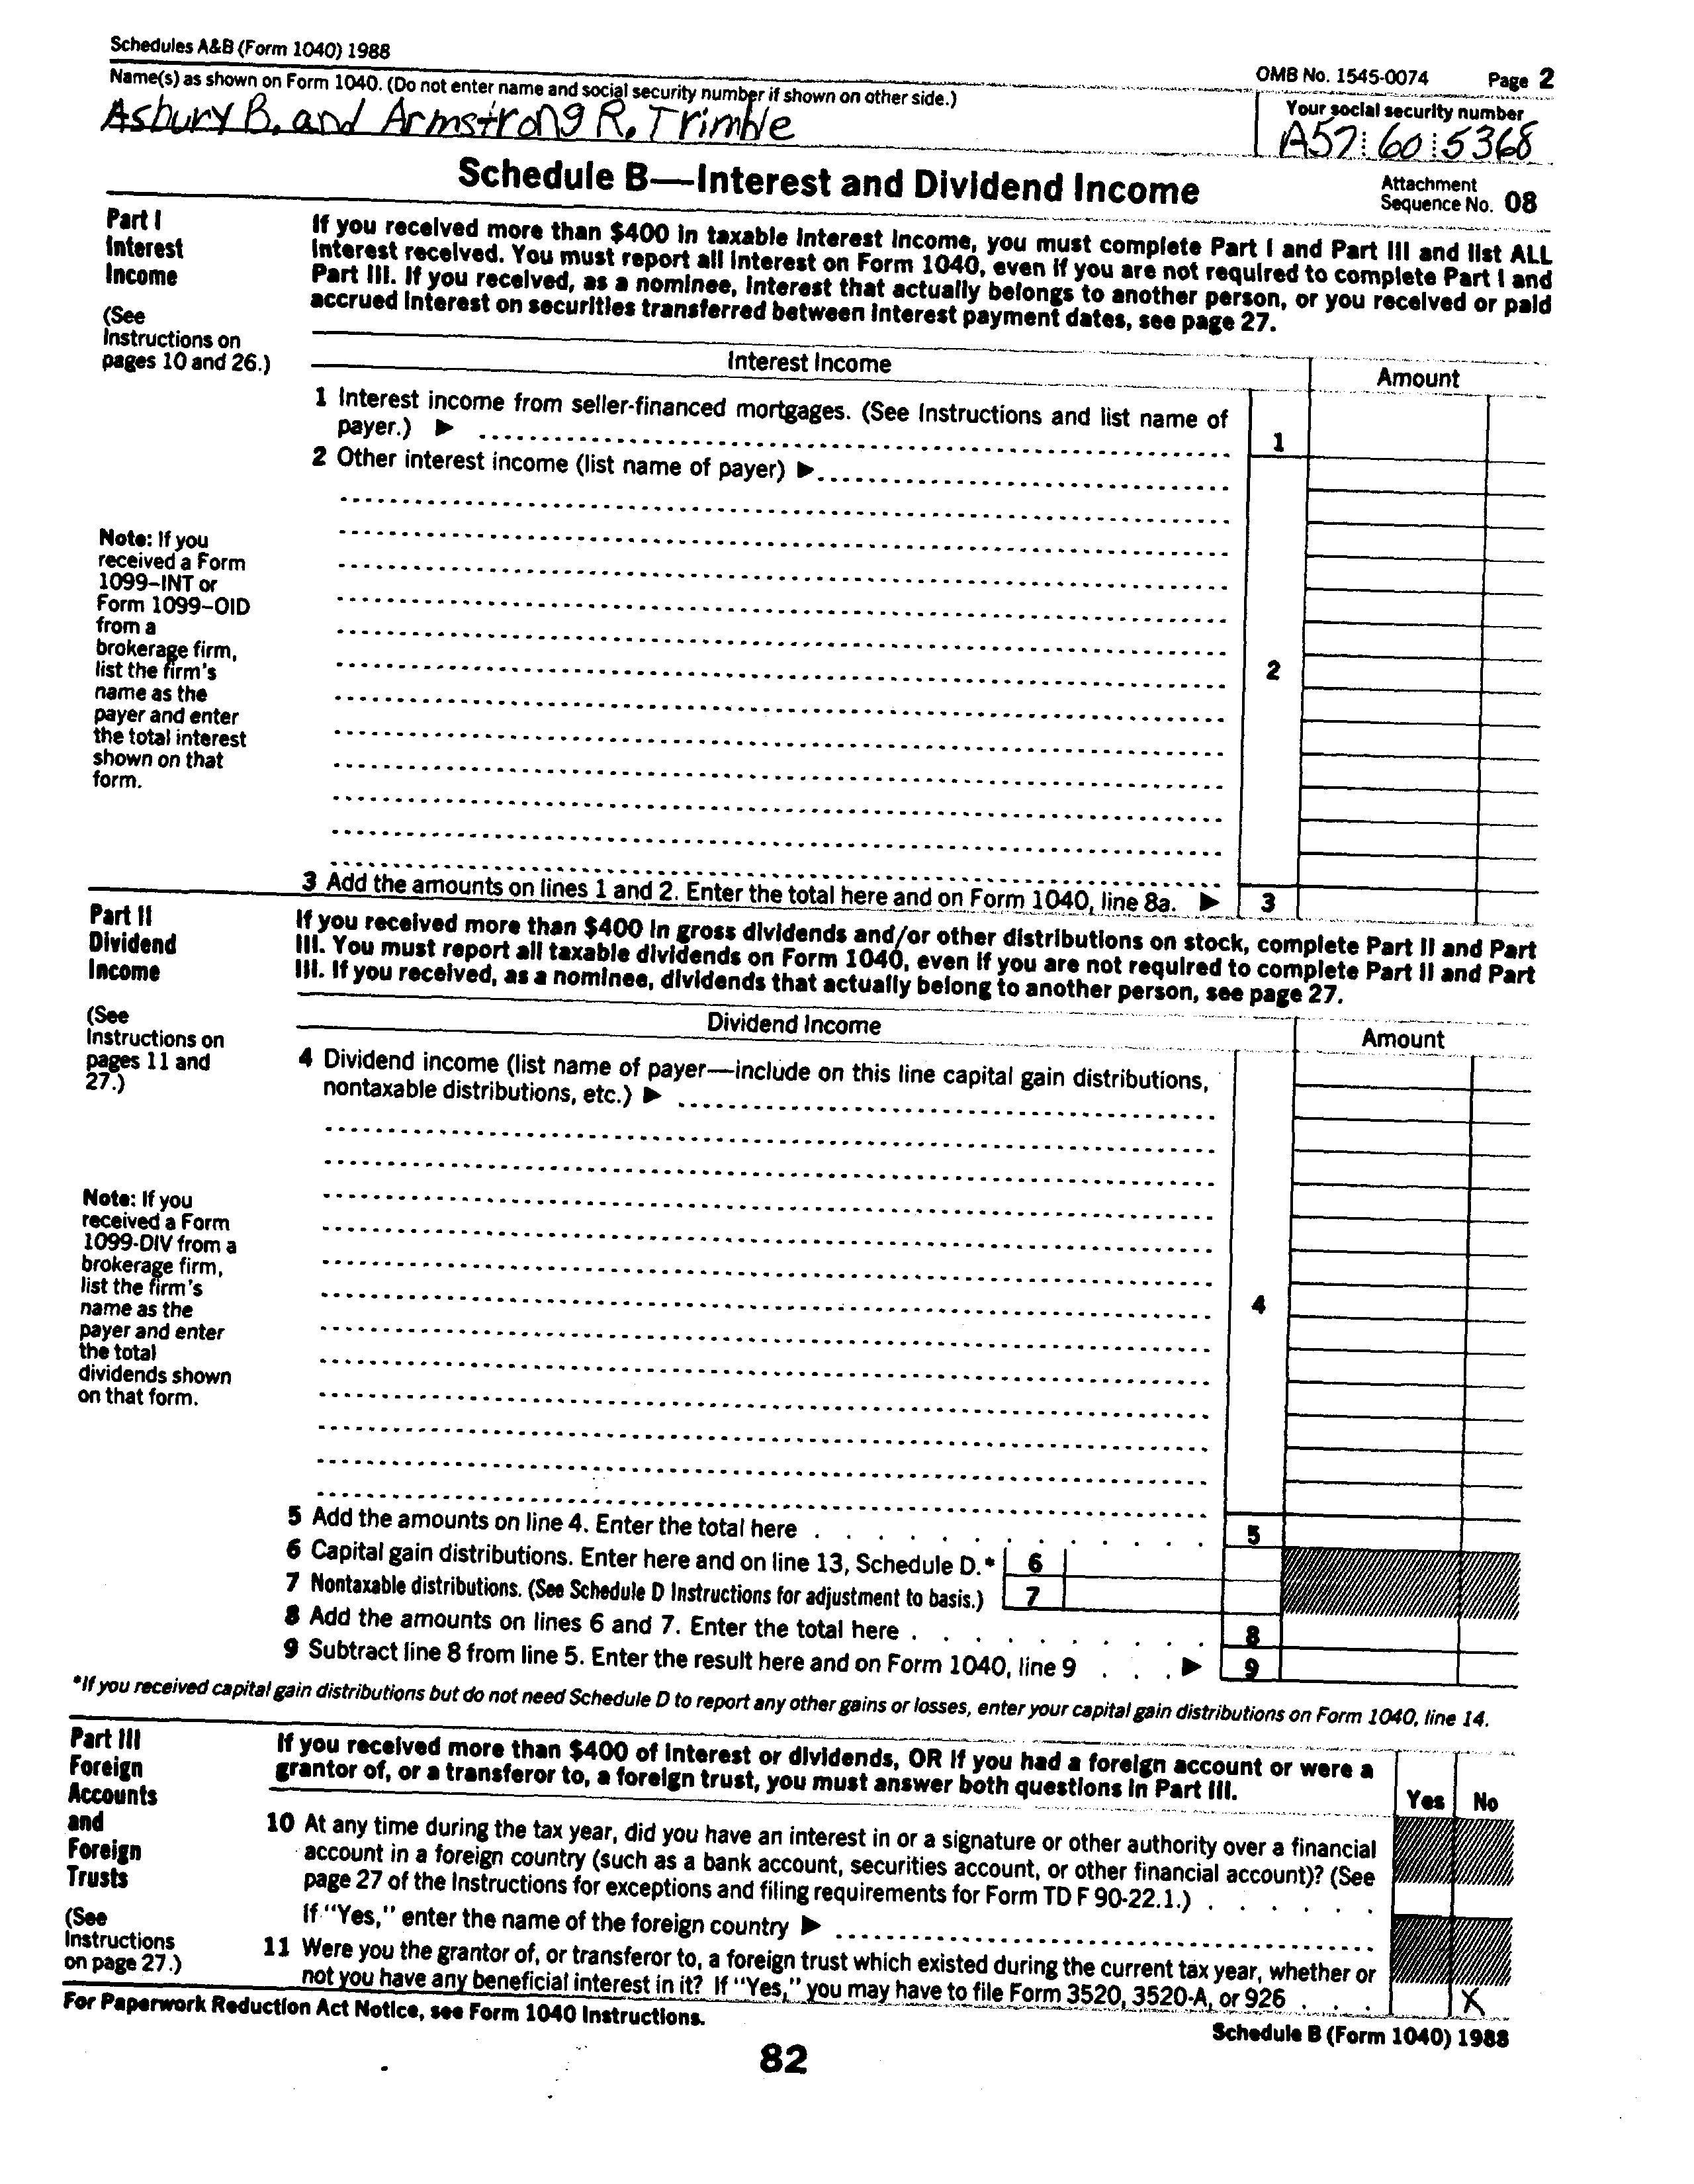 Schedules A&B (Form 1040) 1988
OMB No. 1545-0074 Page 2
Name(s) as shown on Form 1040. (Do not enter name and social security number if shown on other side.)
Your social security number
Asbury B. and Armstrong R. Trimble
A57 60 5368
Schedule B—Interest and Dividend Income
Attachment
Sequence No. 08
Part I
Interest
Income
(See
Instructions on
pages 10 and 26.)
If you received more than $400 in taxable interest income, you must complete Part I and Part III and list ALL
interest received. You must report all interest on Form 1040, even if you are not required to complete Part I and
Part III. If you received, as a nominee, interest that actually belongs to another person, or you received or paid
accrued interest on securities transferred between interest payment dates, see page 27.
Interest Income
Amount
1 Interest income from seller-financed mortgages. (See Instructions and list name of
payer.) ▶
1
2 Other interest income (list name of payer) ▶
Note: If you
received a Form
1099–INT or
Form 1099–OID
from a
brokerage firm,
list the firm's
name as the
payer and enter
the total interest
shown on that
form.
2
3 Add the amounts on lines 1 and 2. Enter the total here and on Form 1040, line 8a. ▶ 3
Part II
Dividend
Income
(See
Instructions on
pages 11 and
27.)
If you received more than $400 in gross dividends and/or other distributions on stock, complete Part II and Part
III. You must report all taxable dividends on Form 1040, even if you are not required to complete Part II and Part
III. If you received, as a nominee, dividends that actually belong to another person, see page 27.
Dividend Income
Amount
4 Dividend income (list name of payer—include on this line capital gain distributions,
nontaxable distributions, etc.) ▶
Note: If you
received a Form
1099-DIV from a
brokerage firm,
list the firm's
name as the
payer and enter
the total
dividends shown
on that form.
4
5 Add the amounts on line 4. Enter the total here . . . . . . . . . . . . 5
6 Capital gain distributions. Enter here and on line 13, Schedule D.* 6
7 Nontaxable distributions. (See Schedule D Instructions for adjustment to basis.) 7
8 Add the amounts on lines 6 and 7. Enter the total here . . . . . . . . . . 8
9 Subtract line 8 from line 5. Enter the result here and on Form 1040, line 9 . . . ▶ 9
*If you received capital gain distributions but do not need Schedule D to report any other gains or losses, enter your capital gain distributions on Form 1040, line 14.
Part III
Foreign
Accounts
and
Foreign
Trusts
(See
Instructions
on page 27.)
If you received more than $400 of interest or dividends, OR if you had a foreign account or were a
grantor of, or a transferor to, a foreign trust, you must answer both questions in Part III.
Yes No
10 At any time during the tax year, did you have an interest in or a signature or other authority over a financial
account in a foreign country (such as a bank account, securities account, or other financial account)? (See
page 27 of the Instructions for exceptions and filing requirements for Form TD F 90-22.1.) . . . . . .
If "Yes," enter the name of the foreign country ▶
11 Were you the grantor of, or transferor to, a foreign trust which existed during the current tax year, whether or
not you have any beneficial interest in it? If "Yes," you may have to file Form 3520, 3520-A, or 926 . . . X
For Paperwork Reduction Act Notice, see Form 1040 Instructions.
Schedule B (Form 1040) 1988
82